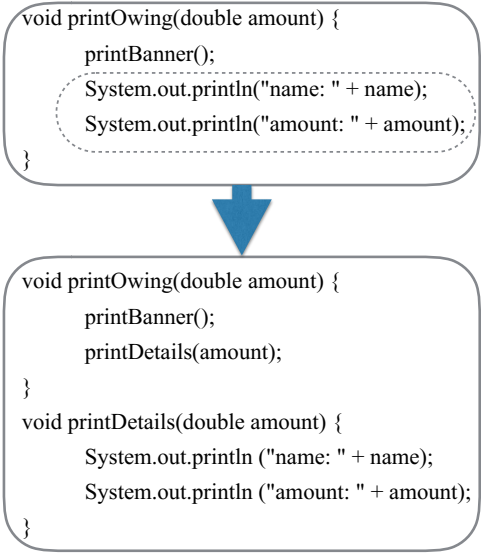 void printOwing(double amount) {
printBanner();
System.out.println("name: " + name);
System.out.println("amount: " + amount);
}
void printOwing(double amount) {
printBanner();
printDetails(amount);
}
void printDetails(double amount) {
System.out.println ("name: " + name);
System.out.println ("amount: " + amount);
}